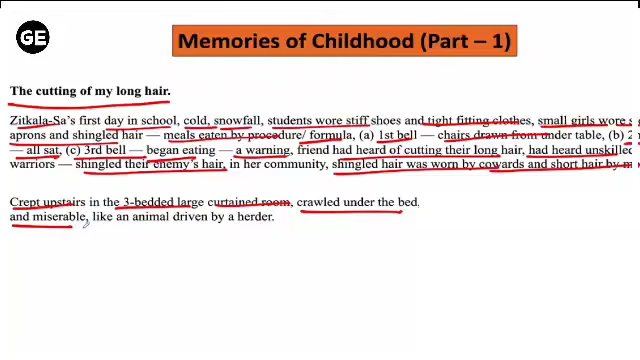 GE
Memories of Childhood (Part – 1)
The cutting of my long hair.
Zitkala-Sa's first day in school, cold, snowfall, students wore stiff shoes and tight fitting clothes, small girls wore s
aprons and shingled hair — meals eaten by procedure/ formula, (a) 1st bell — chairs drawn from under table, (b) 2
— all sat, (c) 3rd bell — began eating — a warning, friend had heard of cutting their long hair, had heard unskilled
warriors — shingled their enemy's hair, in her community, shingled hair was worn by cowards and short hair by m
Crept upstairs in the 3-bedded large curtained room, crawled under the bed,
and miserable, like an animal driven by a herder.